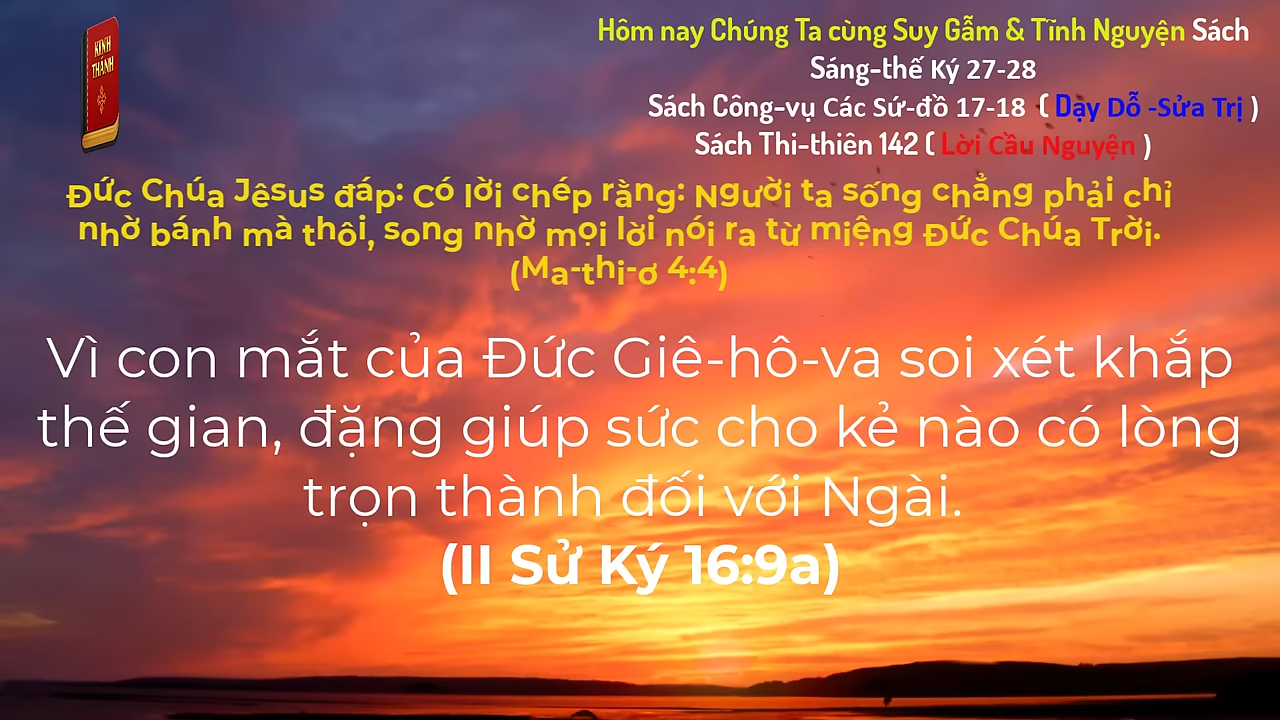 KINH
THÁNH
Hôm nay Chúng Ta cùng Suy Gẫm & Tĩnh Nguyện Sách
Sáng-thế Ký 27-28
Sách Công-vụ Các Sứ-đồ 17-18 ( Dạy Dỗ -Sửa Trị )
Sách Thi-thiên 142 ( Lời Cầu Nguyện )
Đức Chúa Jêsus đáp: Có lời chép rằng: Người ta sống chẳng phải chỉ
nhờ bánh mà thôi, song nhờ mọi lời nói ra từ miệng Đức Chúa Trời.
(Ma-thi-ơ 4:4)
Vì con mắt của Đức Giê-hô-va soi xét khắp
thế gian, đặng giúp sức cho kẻ nào có lòng
trọn thành đối với Ngài.
(II Sử Ký 16:9a)